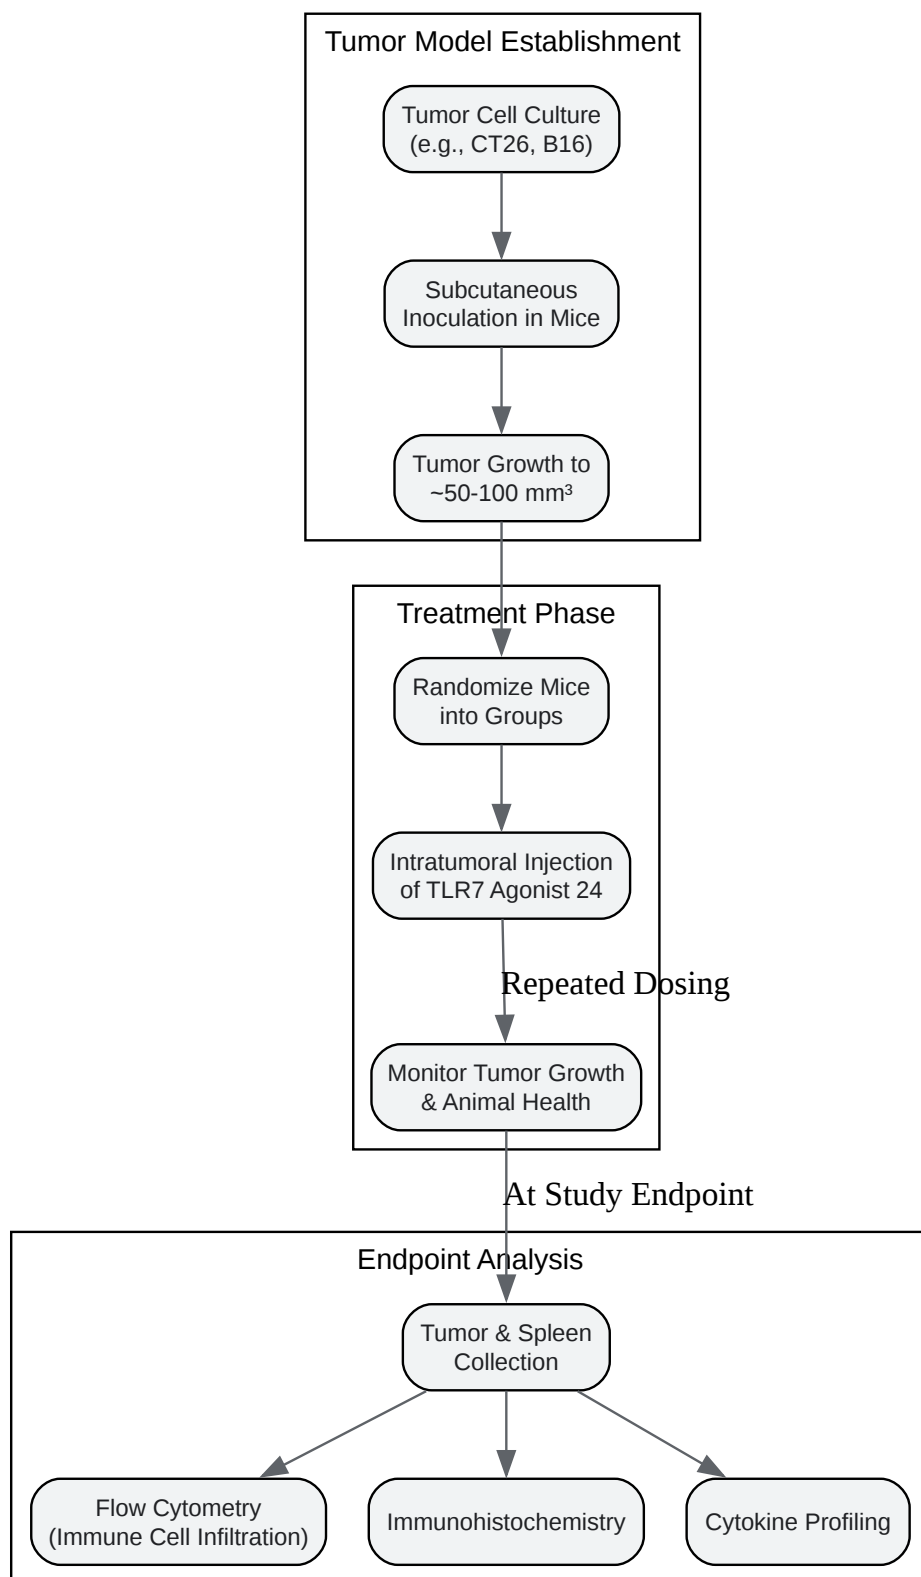 Tumor Model Establishment
Tumor Cell Culture
(e.g., CT26, B16)
Subcutaneous
Inoculation in Mice
Tumor Growth to
~50-100 mm³
Treatment Phase
Randomize Mice
into Groups
Intratumoral Injection
of TLR7 Agonist 24
Repeated Dosing
Monitor Tumor Growth
& Animal Health
At Study Endpoint
Endpoint Analysis
Tumor & Spleen
Collection
Flow Cytometry
(Immune Cell Infiltration)
Immunohistochemistry
Cytokine Profiling